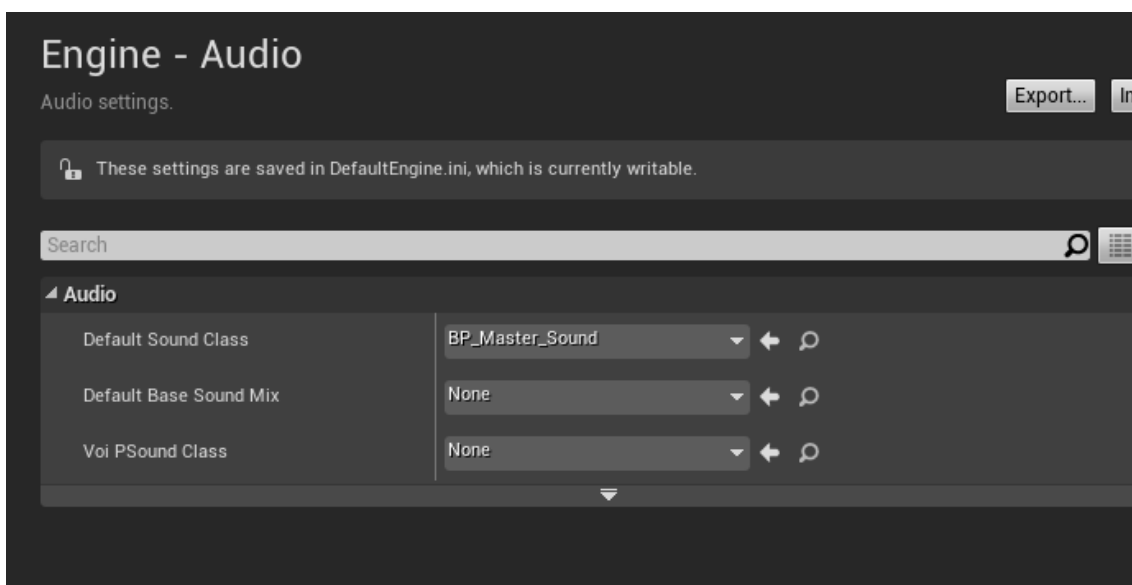 Engine - Audio
Audio settings.
Export...
These settings are saved in DefaultEngine.ini, which is currently writable.
Search
Audio
Default Sound Class BP_Master_Sound
Default Base Sound Mix None
Voi PSound Class None